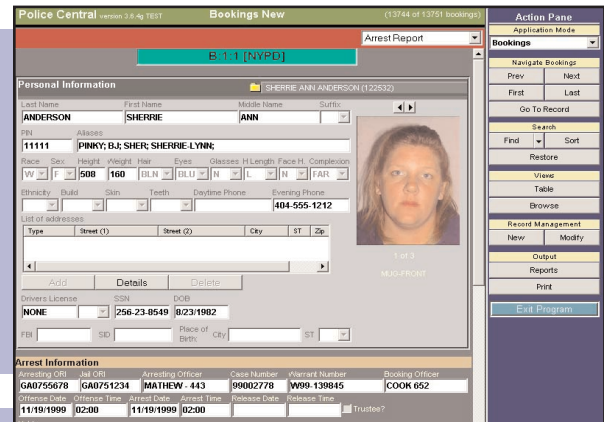 Police Central version 3.6.4g TEST Bookings New (13744 of 13751 bookings)
Arrest Report
B:1:1 [NYPD]
Personal Information SHERRIE ANN ANDERSON (122532)
Last Name First Name Middle Name Suffix
ANDERSON SHERRIE ANN
PIN Aliases
11111 PINKY; BJ; SHER; SHERRIE-LYNN;
Race Sex Height Weight Hair Eyes Glasses H.Length Face H. Complexion
W F 508 160 BLN BLU N L N FAR
Ethnicity Build Skin Teeth Daytime Phone Evening Phone
404-555-1212
List of addresses
Type Street (1) Street (2) City ST Zip
1 of 3
MUG-FRONT
Add Details Delete
Drivers License SSN DOB
NONE 256-23-8549 8/23/1982
FBI SID Place of Birth: City ST
Arrest Information
Arresting ORI Jail ORI Arresting Officer Case Number Warrant Number Booking Officer
GA0755678 GA0751234 MATHEW - 443 99002778 W99-139845 COOK 652
Offense Date Offense Time Arrest Date Arrest Time Release Date Release Time
11/19/1999 02:00 11/19/1999 02:00 Trustee?
Action Pane
Application Mode
Bookings
Navigate Bookings
Prev Next
First Last
Go To Record
Search
Find Sort
Restore
Views
Table
Browse
Record Management
New Modify
Output
Reports
Print
Exit Program